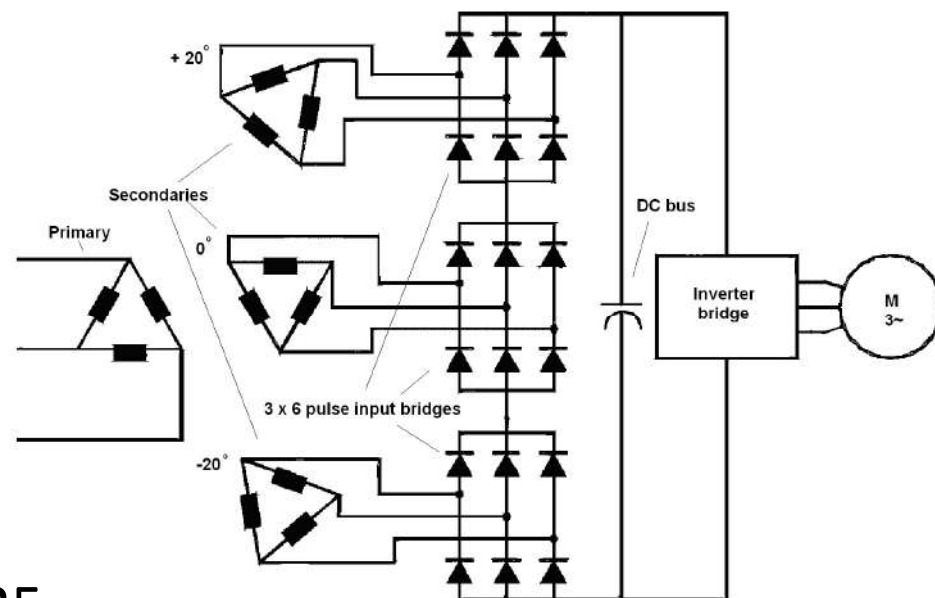 + 20°
Secondaries
Primary
0°
DC bus
Inverter
bridge
M
3~
3 x 6 pulse input bridges
-20°